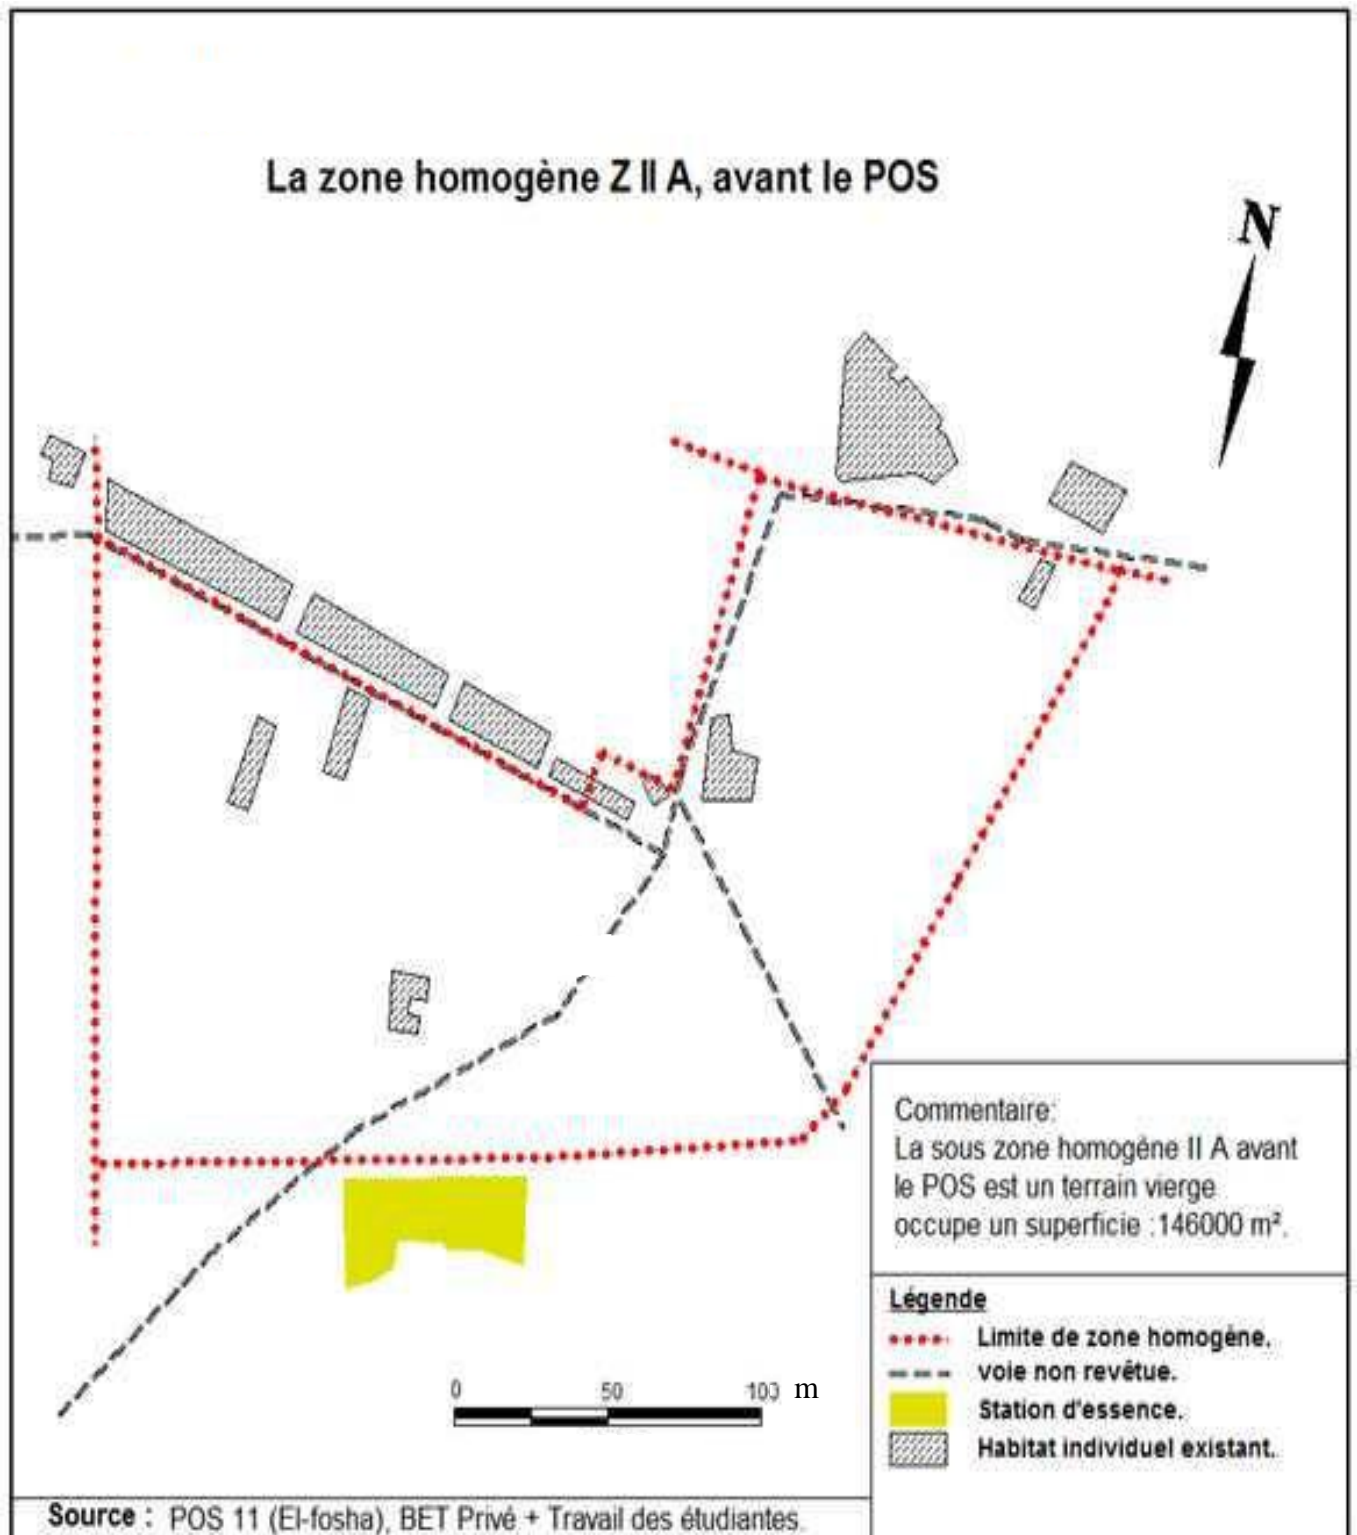 La zone homogène Z II A, avant le POS
N
Commentaire:
La sous zone homogène II A avant
le POS est un terrain vierge
occupe un superficie :146000 m².
Légende
Limite de zone homogène.
voie non revêtue.
Station d'essence.
Habitat individuel existant.
0 50 100 m
Source : POS 11 (El-fosha), BET Privé + Travail des étudiantes.